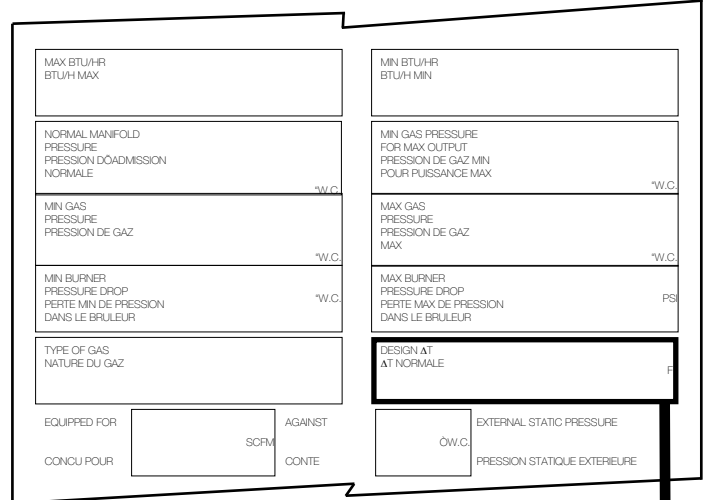 MAX BTU/HR
BTU/H MAX
MIN BTU/HR
BTU/H MIN
NORMAL MANIFOLD
PRESSURE
PRESSION DÕADMISSION
NORMALE
"W.C.
MIN GAS PRESSURE
FOR MAX OUTPUT
PRESSION DE GAZ MIN
POUR PUISSANCE MAX
"W.C.
MIN GAS
PRESSURE
PRESSION DE GAZ
"W.C.
MAX GAS
PRESSURE
PRESSION DE GAZ
MAX
"W.C.
MIN BURNER
PRESSURE DROP
PERTE MIN DE PRESSION
DANS LE BRULEUR
"W.C.
MAX BURNER
PRESSURE DROP
PERTE MAX DE PRESSION
DANS LE BRULEUR
PSI
TYPE OF GAS
NATURE DU GAZ
DESIGN ΔT
ΔT NORMALE
F
EQUIPPED FOR
CONCU POUR
SCFM
AGAINST
CONTE
ÒW.C.
EXTERNAL STATIC PRESSURE
PRESSION STATIQUE EXTERIEURE